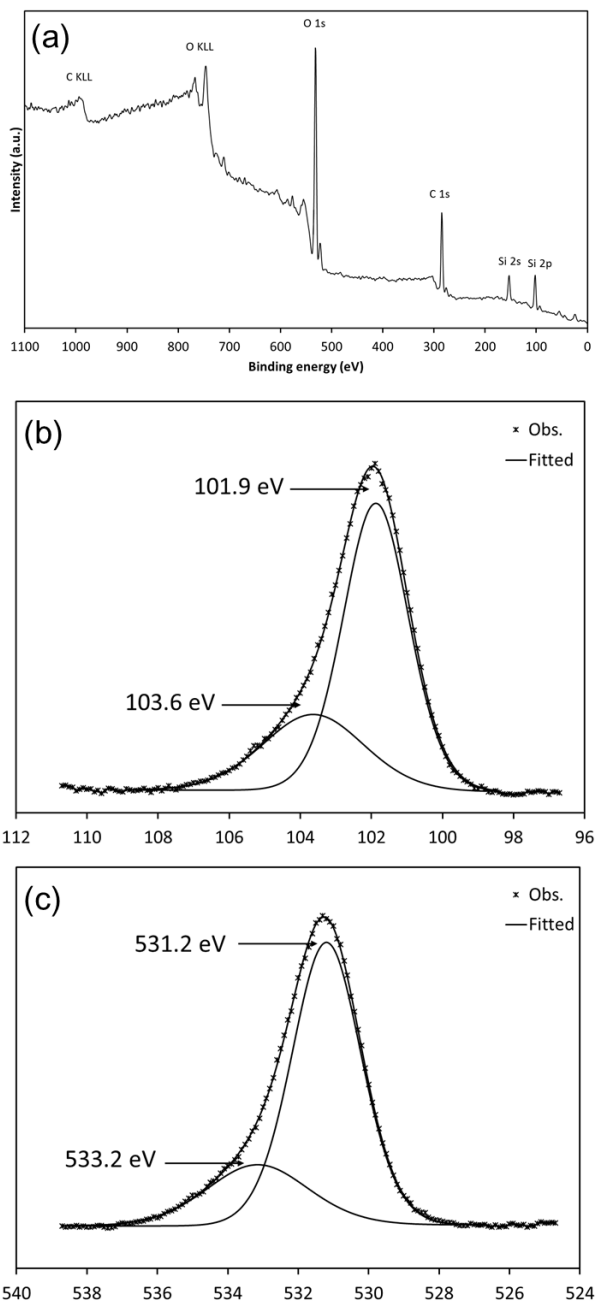 (a)
O 1s
O KLL
C KLL
C 1s
Si 2s
Si 2p
Intensity (a.u.)
1100 1000 900 800 700 600 500 400 300 200 100 0
Binding energy (eV)
(b)
Obs.
Fitted
101.9 eV
103.6 eV
112 110 108 106 104 102 100 98 96
(c)
Obs.
Fitted
531.2 eV
533.2 eV
540 538 536 534 532 530 528 526 524